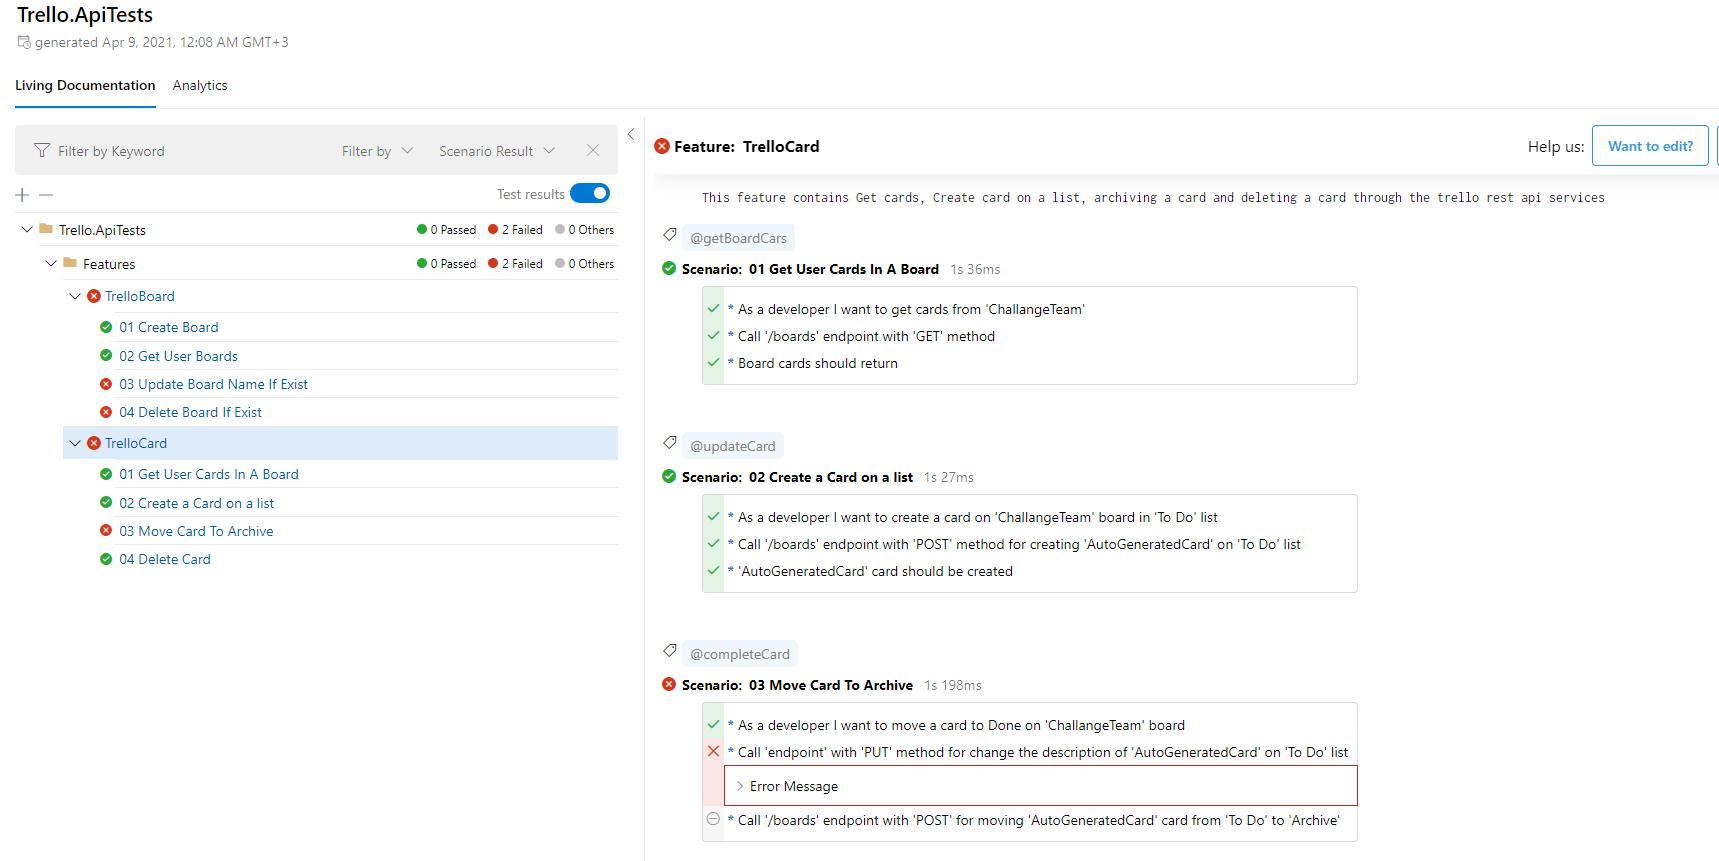 Trello.ApiTests
generated Apr 9, 2021, 12:08 AM GMT+3
Living Documentation Analytics
Filter by Keyword Filter by Scenario Result
Test results
Trello.ApiTests 0 Passed 2 Failed 0 Others
Features 0 Passed 2 Failed 0 Others
TrelloBoard
01 Create Board
02 Get User Boards
03 Update Board Name If Exist
04 Delete Board If Exist
TrelloCard
01 Get User Cards In A Board
02 Create a Card on a list
03 Move Card To Archive
04 Delete Card
Feature: TrelloCard Help us: Want to edit?
This feature contains Get cards, Create card on a list, archiving a card and deleting a card through the trello rest api services
@getBoardCars
Scenario: 01 Get User Cards In A Board 1s 36ms
* As a developer I want to get cards from 'ChallangeTeam'
* Call '/boards' endpoint with 'GET' method
* Board cards should return
@updateCard
Scenario: 02 Create a Card on a list 1s 27ms
* As a developer I want to create a card on 'ChallangeTeam' board in 'To Do' list
* Call '/boards' endpoint with 'POST' method for creating 'AutoGeneratedCard' on 'To Do' list
* 'AutoGeneratedCard' card should be created
@completeCard
Scenario: 03 Move Card To Archive 1s 198ms
* As a developer I want to move a card to Done on 'ChallangeTeam' board
* Call 'endpoint' with 'PUT' method for change the description of 'AutoGeneratedCard' on 'To Do' list
Error Message
* Call '/boards' endpoint with 'POST' for moving 'AutoGeneratedCard' card from 'To Do' to 'Archive'